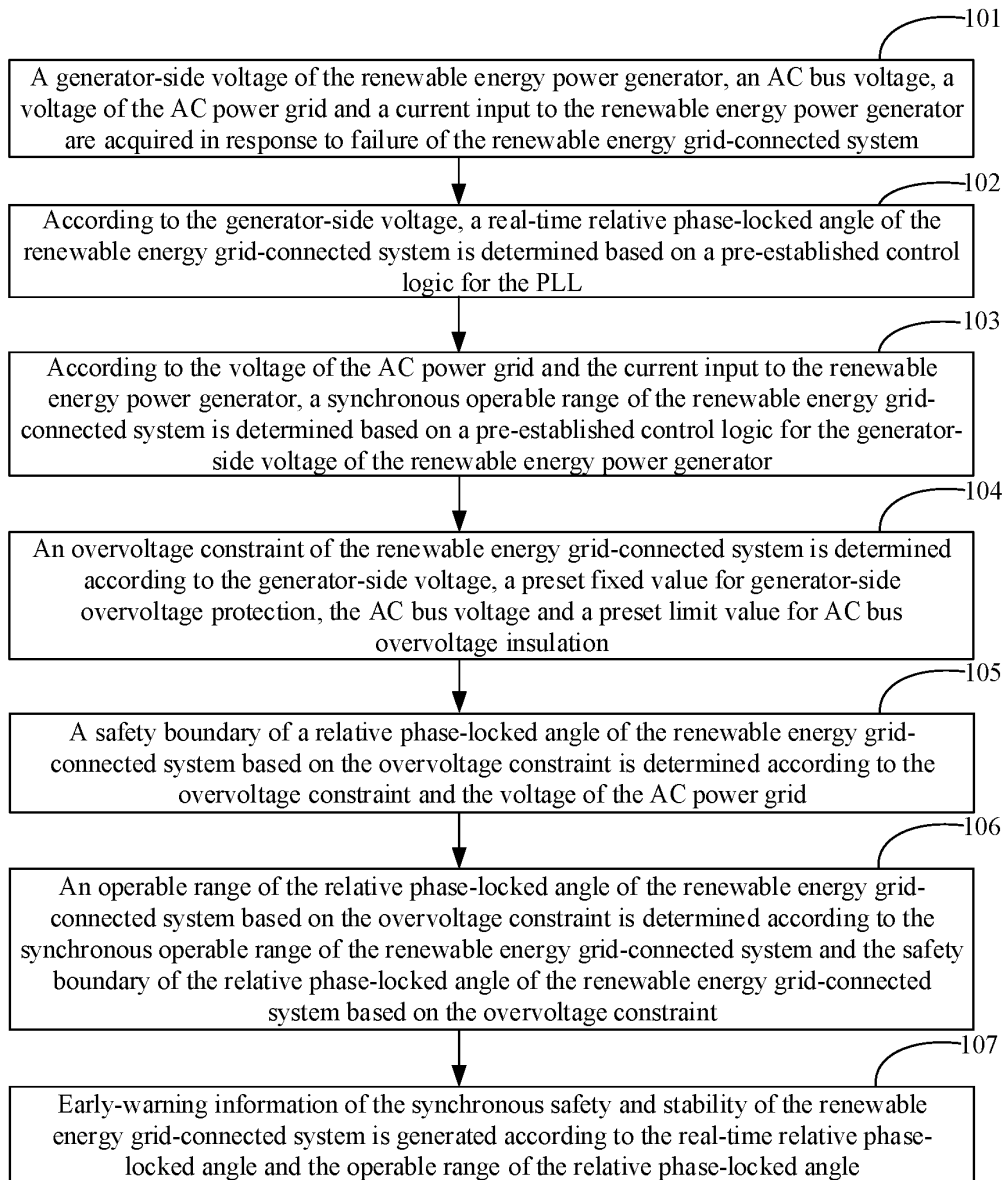 101
A generator-side voltage of the renewable energy power generator, an AC bus voltage, a
voltage of the AC power grid and a current input to the renewable energy power generator
are acquired in response to failure of the renewable energy grid-connected system
102
According to the generator-side voltage, a real-time relative phase-locked angle of the
renewable energy grid-connected system is determined based on a pre-established control
logic for the PLL
103
According to the voltage of the AC power grid and the current input to the renewable
energy power generator, a synchronous operable range of the renewable energy grid-
connected system is determined based on a pre-established control logic for the generator-
side voltage of the renewable energy power generator
104
An overvoltage constraint of the renewable energy grid-connected system is determined
according to the generator-side voltage, a preset fixed value for generator-side
overvoltage protection, the AC bus voltage and a preset limit value for AC bus
overvoltage insulation
105
A safety boundary of a relative phase-locked angle of the renewable energy grid-
connected system based on the overvoltage constraint is determined according to the
overvoltage constraint and the voltage of the AC power grid
106
An operable range of the relative phase-locked angle of the renewable energy grid-
connected system based on the overvoltage constraint is determined according to the
synchronous operable range of the renewable energy grid-connected system and the safety
boundary of the relative phase-locked angle of the renewable energy grid-connected
system based on the overvoltage constraint
107
Early-warning information of the synchronous safety and stability of the renewable
energy grid-connected system is generated according to the real-time relative phase-
locked angle and the operable range of the relative phase-locked angle